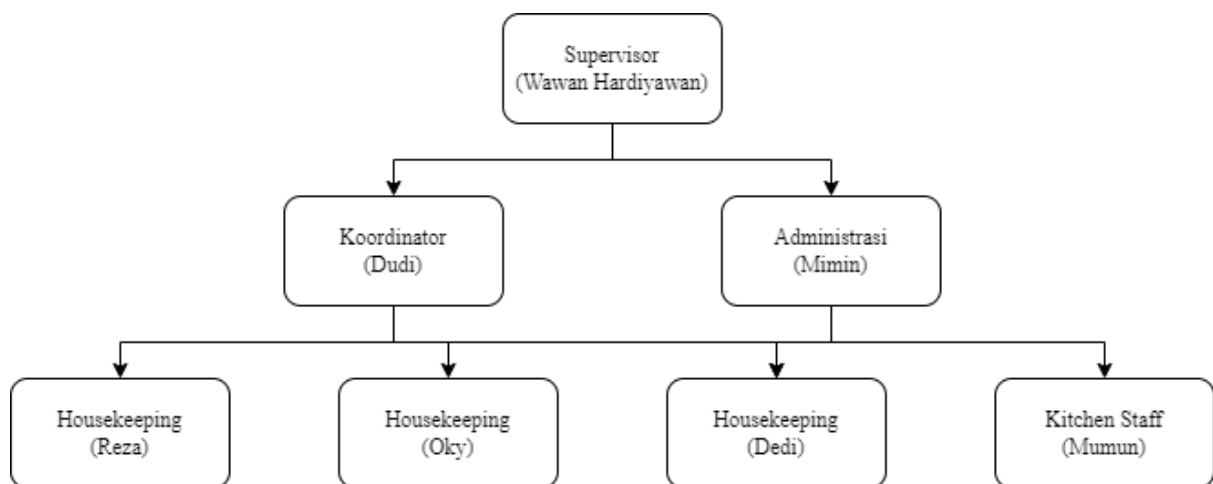 Supervisor
(Wawan Hardiyawan)
Koordinator
(Dudi)
Administrasi
(Mimin)
Housekeeping
(Reza)
Housekeeping
(Oky)
Housekeeping
(Dedi)
Kitchen Staff
(Mumun)